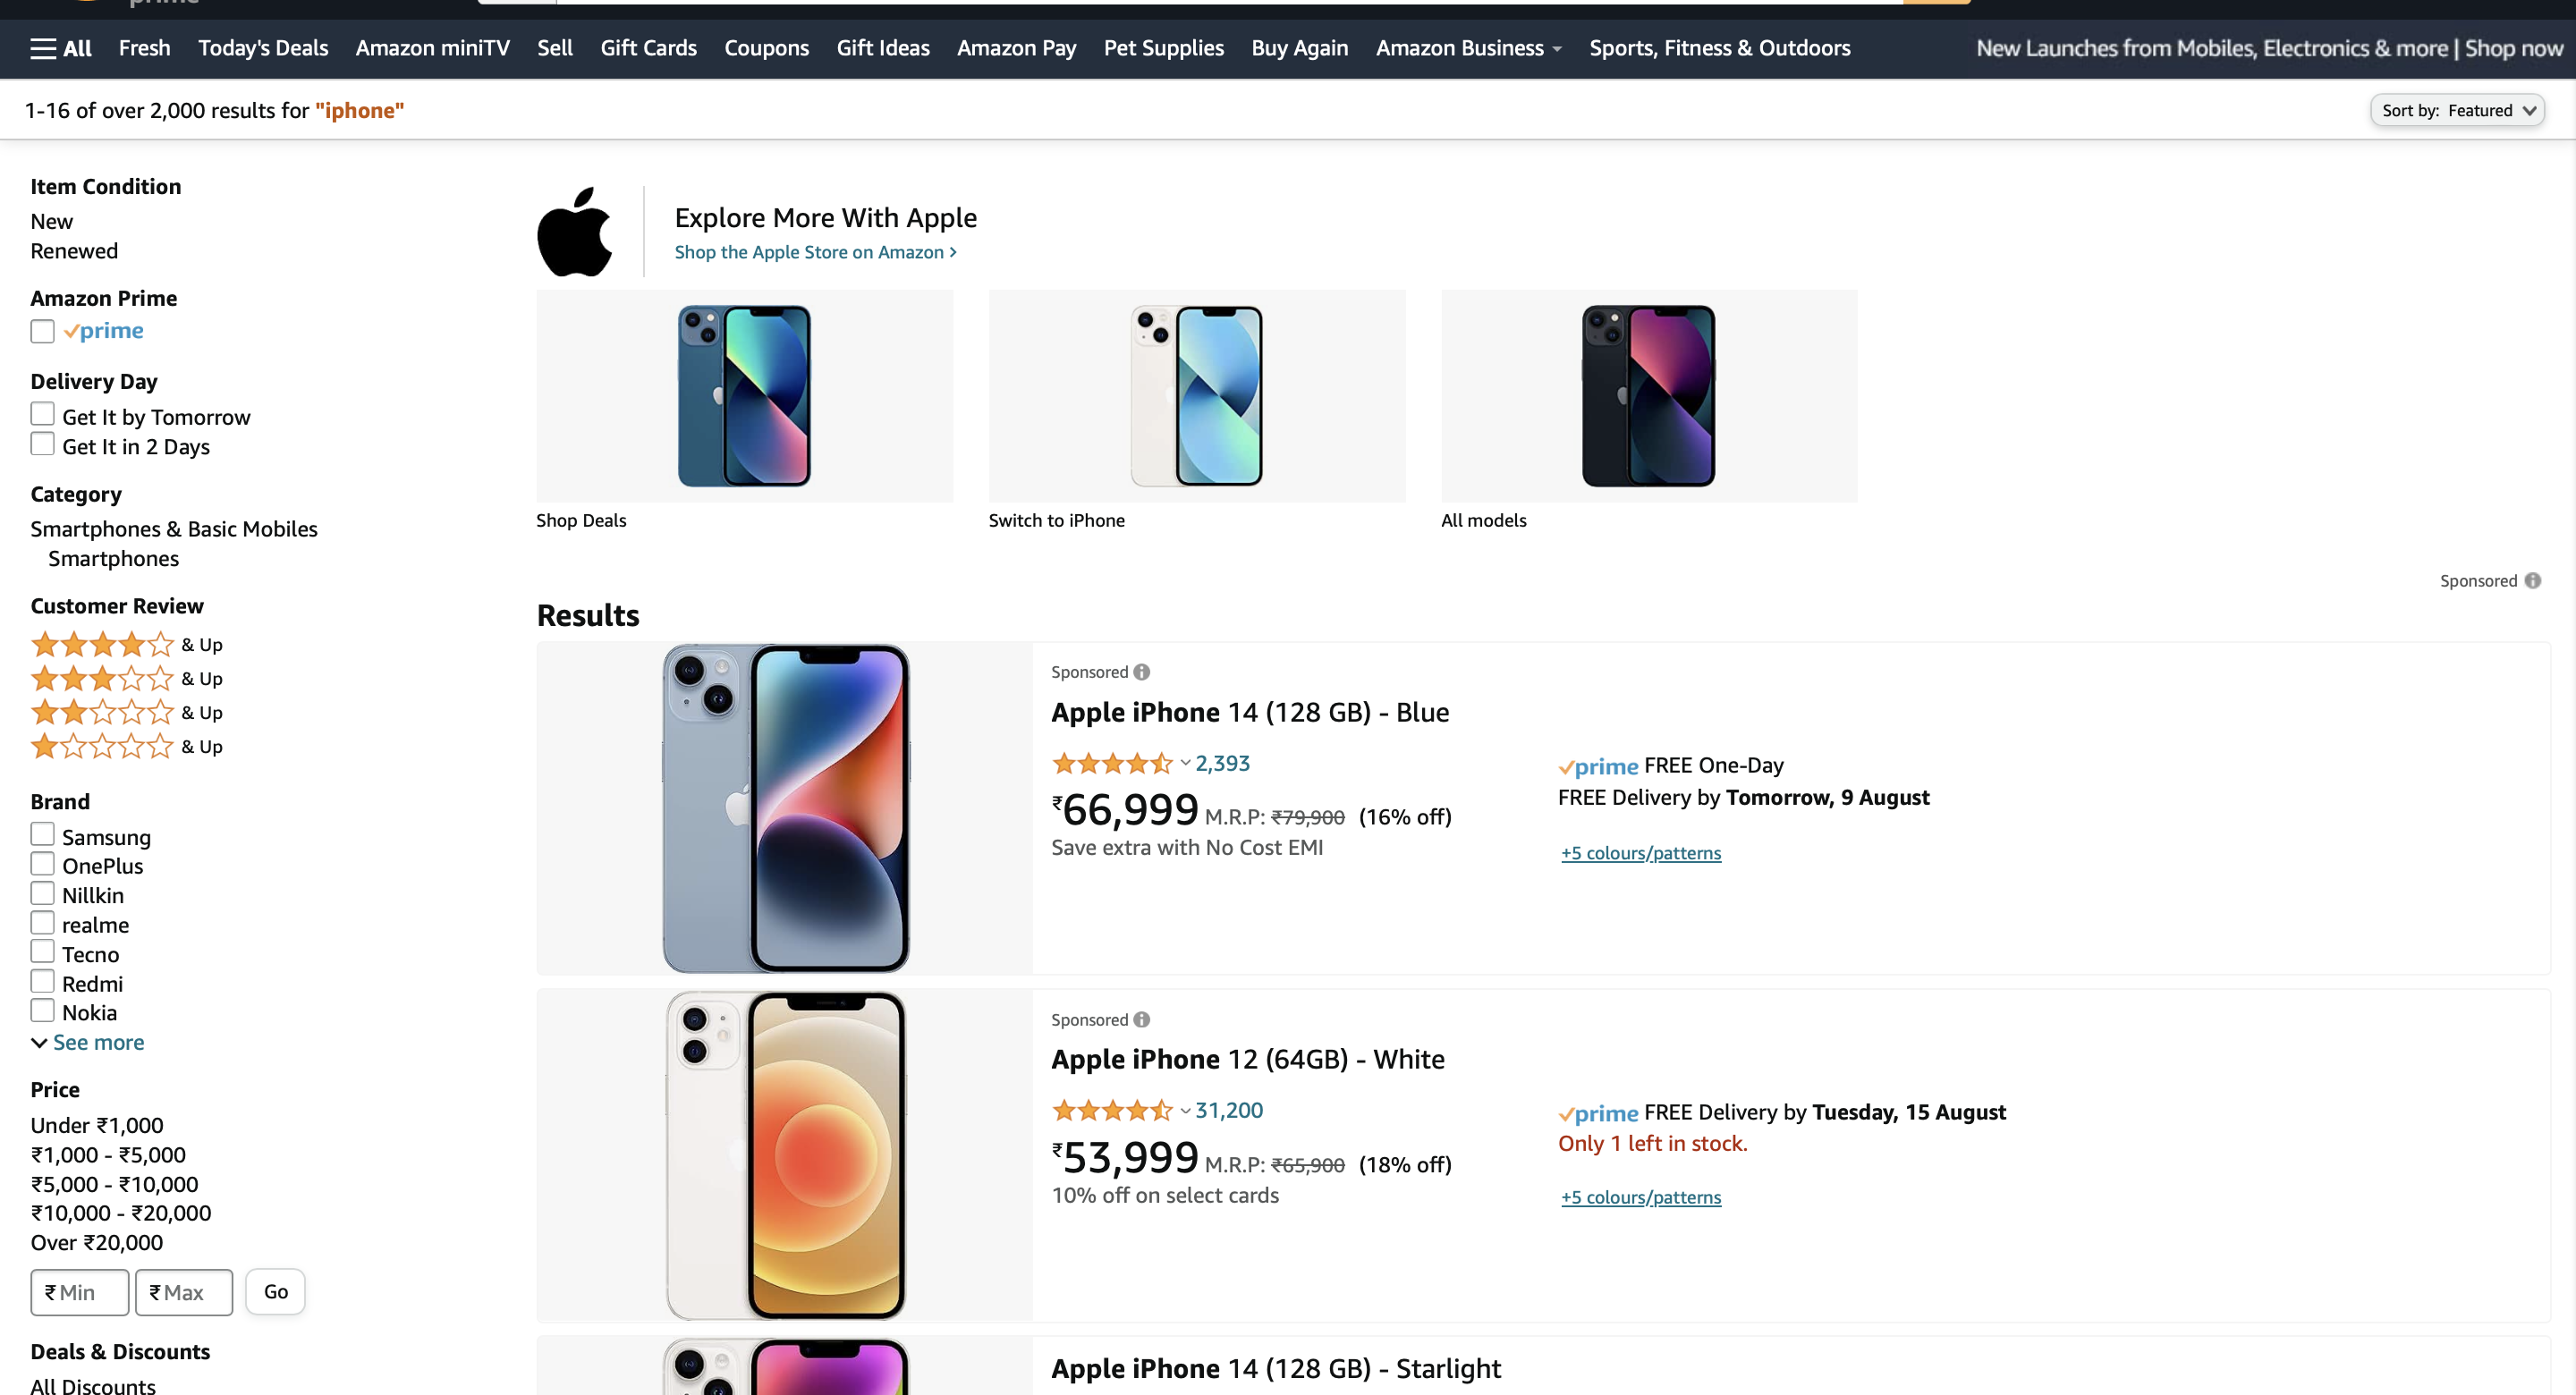 prime
All Fresh Today's Deals Amazon miniTV Sell Gift Cards Coupons Gift Ideas Amazon Pay Pet Supplies Buy Again Amazon Business Sports, Fitness & Outdoors New Launches from Mobiles, Electronics & more | Shop now
1-16 of over 2,000 results for "iphone"
Sort by: Featured
Item Condition
New
Renewed
Amazon Prime
prime
Delivery Day
Get It by Tomorrow
Get It in 2 Days
Category
Smartphones & Basic Mobiles
Smartphones
Customer Review
& Up
& Up
& Up
& Up
Brand
Samsung
OnePlus
Nillkin
realme
Tecno
Redmi
Nokia
See more
Price
Under ₹1,000
₹1,000 - ₹5,000
₹5,000 - ₹10,000
₹10,000 - ₹20,000
Over ₹20,000
₹ Min ₹ Max Go
Deals & Discounts
All Discounts
Explore More With Apple
Shop the Apple Store on Amazon ›
Shop Deals
Switch to iPhone
All models
Sponsored
Results
Sponsored
Apple iPhone 14 (128 GB) - Blue
2,393
₹66,999 M.R.P: ₹79,900 (16% off)
Save extra with No Cost EMI
prime FREE One-Day
FREE Delivery by Tomorrow, 9 August
+5 colours/patterns
Sponsored
Apple iPhone 12 (64GB) - White
31,200
₹53,999 M.R.P: ₹65,900 (18% off)
10% off on select cards
prime FREE Delivery by Tuesday, 15 August
Only 1 left in stock.
+5 colours/patterns
Apple iPhone 14 (128 GB) - Starlight